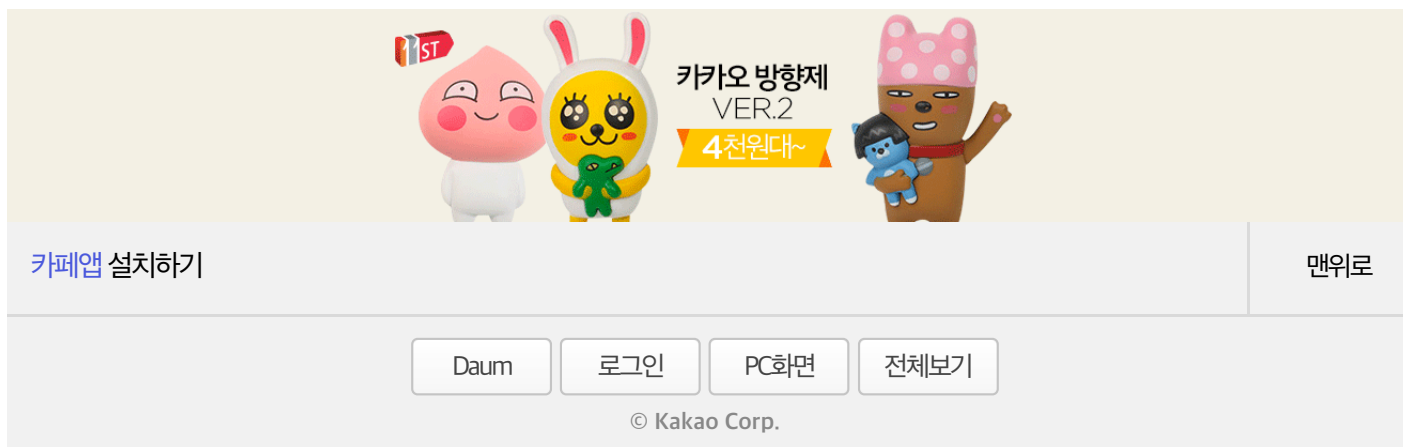 11ST
카카오 방향제
VER.2
4천원대~
카페앱 설치하기
맨위로
Daum
로그인
PC화면
전체보기
© Kakao Corp.